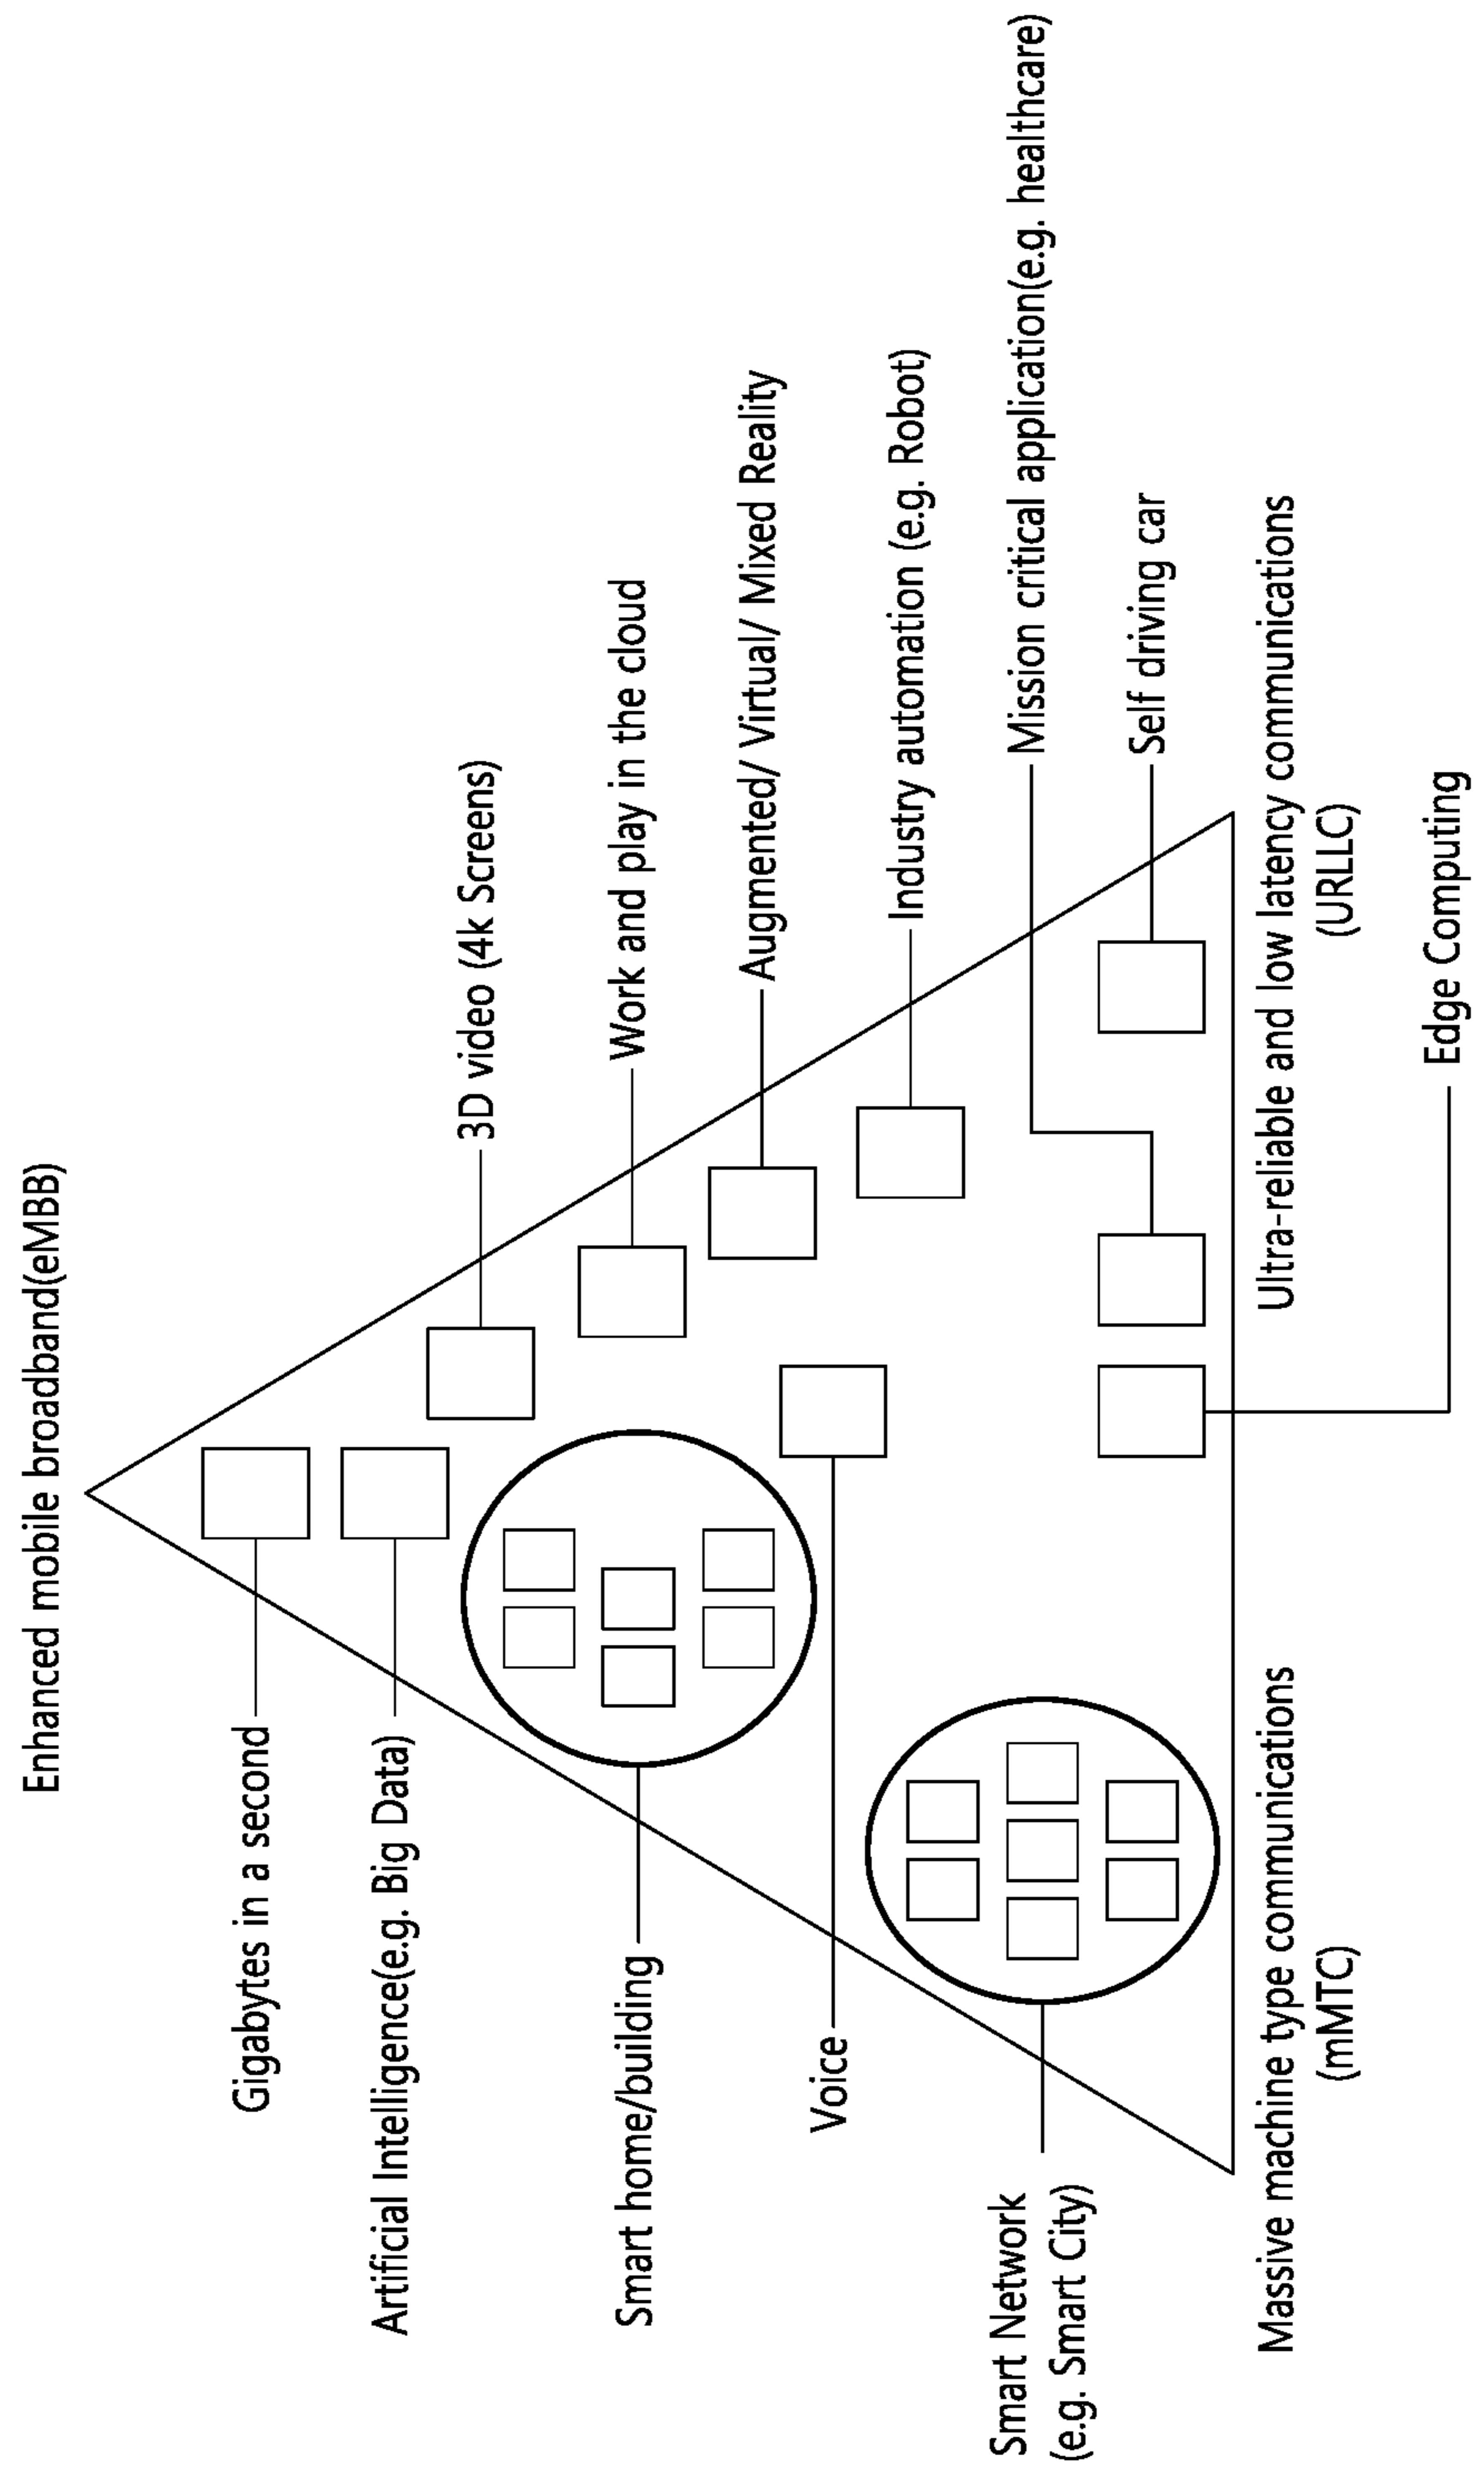 Enhanced mobile broadband(eMBB)
Gigabytes in a second
Artificial Intelligence(e.g. Big Data)
3D video (4k Screens)
Smart home/building
Work and play in the cloud
Augmented/ Virtual/ Mixed Reality
Voice
Industry automation (e.g. Robot)
Smart Network
(e.g. Smart City)
Mission critical application(e.g. healthcare)
Self driving car
Massive machine type communications
(mMTC)
Ultra-reliable and low latency communications
(URLLC)
Edge Computing